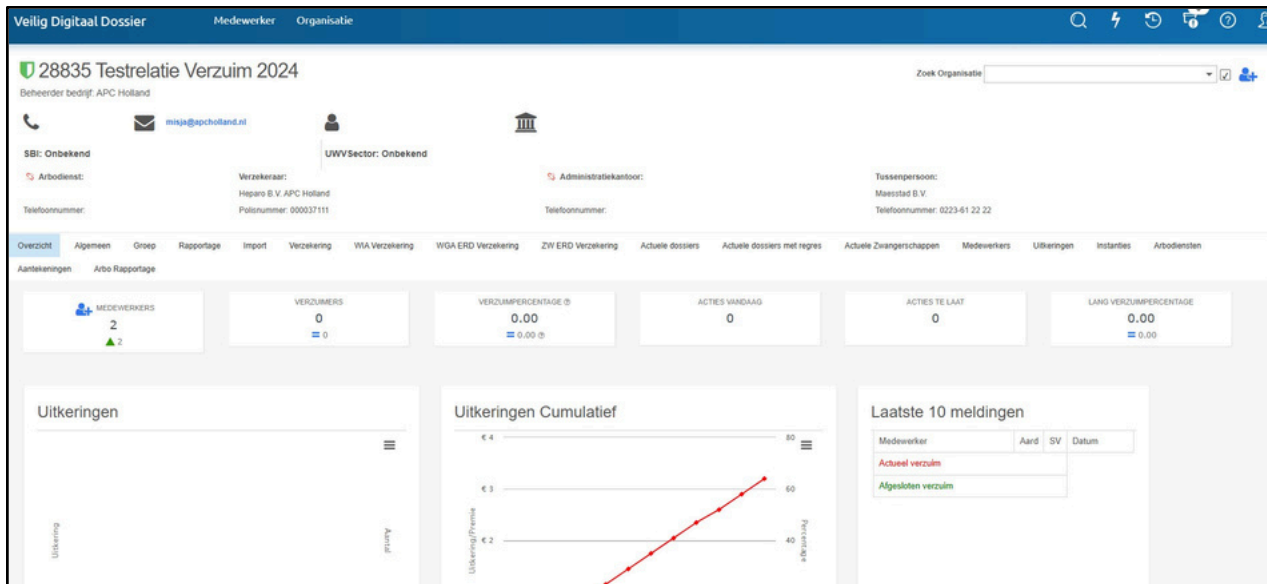 Veilig Digitaal Dossier Medewerker Organisatie
28835 Testrelatie Verzuim 2024
Zoek Organisatie
Beheerder bedrijf: APC Holland
misja@apcholland.nl
SBI: Onbekend UWVSector: Onbekend
Arbodienst: Verzekeraar: Administratiekantoor: Tussenpersoon:
Heparo B.V. APC Holland Maesstad B.V.
Telefoonnummer: Polisnummer: 000037111 Telefoonnummer: Telefoonnummer: 0223-61 22 22
Overzicht Algemeen Groep Rapportage Import Verzekering WIA Verzekering WGA ERD Verzekering ZW ERD Verzekering Actuele dossiers Actuele dossiers met regres Actuele Zwangerschappen Medewerkers Uitkeringen Instanties Arbodiensten
Aantekeningen Arbo Rapportage
MEDEWERKERS VERZUIMERS VERZUIMPERCENTAGE ACTIES VANDAAG ACTIES TE LAAT LANG VERZUIMPERCENTAGE
2 0 0.00 0 0 0.00
2 = 0 = 0.00 = 0.00
Uitkeringen Uitkeringen Cumulatief Laatste 10 meldingen
€ 4 80
Medewerker Aard SV Datum
Actueel verzuim
Afgesloten verzuim
€ 3 60
€ 2 40
Uitkering
Aantal
Uitkering/Premie
Percentage